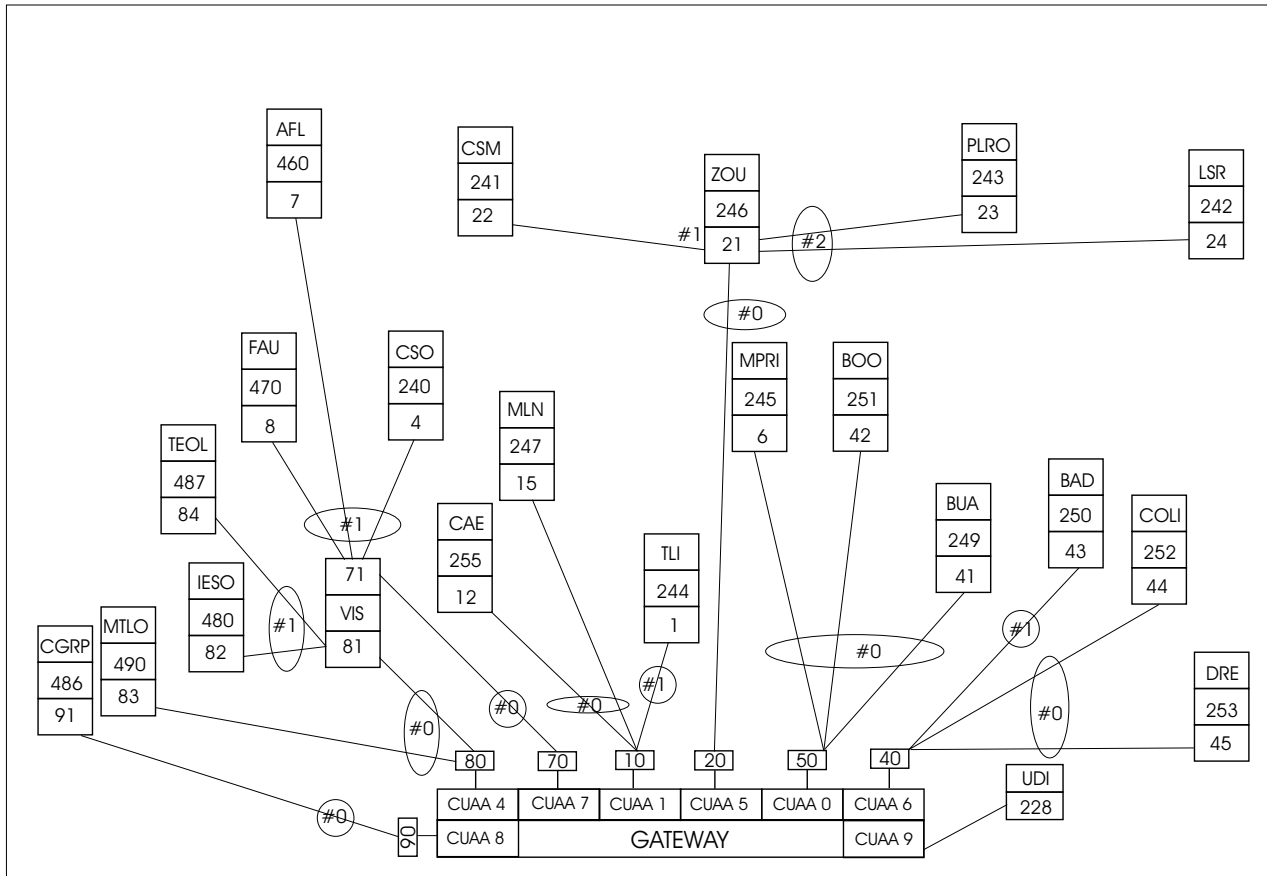 AFL
460
7
CSM
241
22
ZOU
246
21
PLRO
243
23
LSR
242
24
#1
#2
#0
FAU
470
8
CSO
240
4
MLN
247
15
MPRI
245
6
BOO
251
42
TEOL
487
84
#1
CAE
255
12
TLI
244
1
BUA
249
41
BAD
250
43
COLI
252
44
IESO
480
82
#1
71
VIS
81
CGRP
486
91
MTLO
490
83
#0
#0
#0
#1
#0
#1
#0
DRE
253
45
#0
80
70
10
20
50
40
UDI
228
90
CUAA 4
CUAA 7
CUAA 1
CUAA 5
CUAA 0
CUAA 6
CUAA 8
GATEWAY
CUAA 9